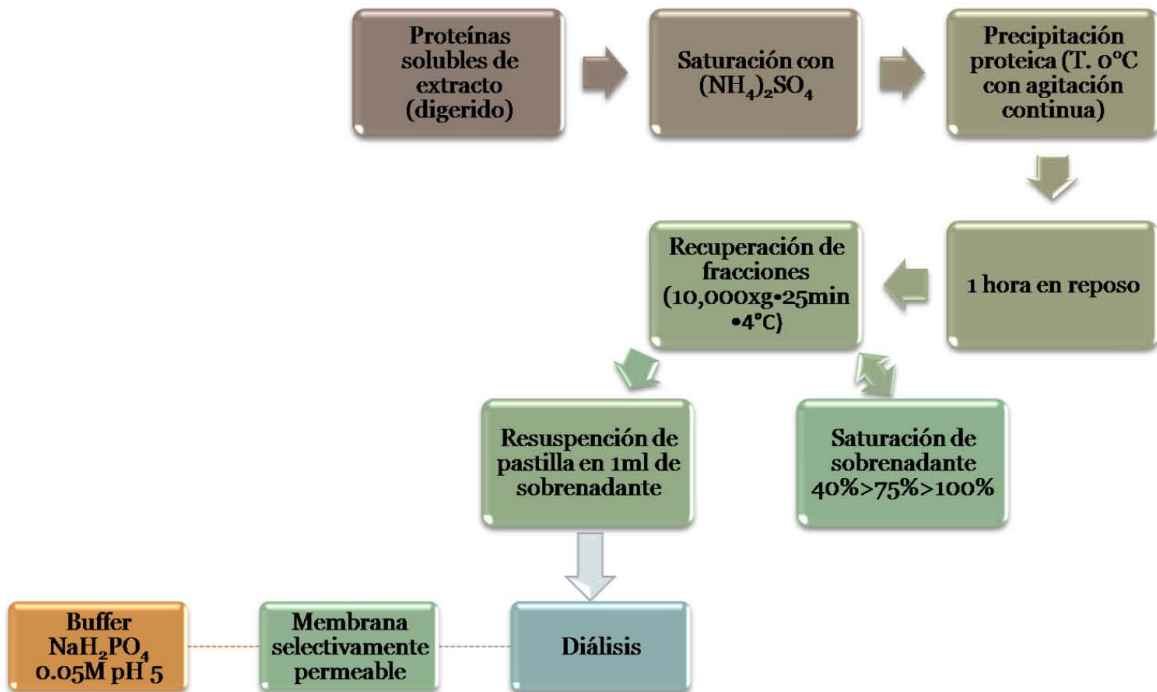 Proteínas
solubles de
extracto
(digerido)
Saturación con
(NH₄)₂SO₄
Precipitación
proteica (T. 0°C
con agitación
continua)
1 hora en reposo
Recuperación de
fracciones
(10,000xg•25min
•4°C)
Resuspención de
pastilla en 1ml de
sobrenadante
Saturación de
sobrenadante
40%>75%>100%
Diálisis
Membrana
selectivamente
permeable
Buffer
NaH₂PO₄
0.05M pH 5